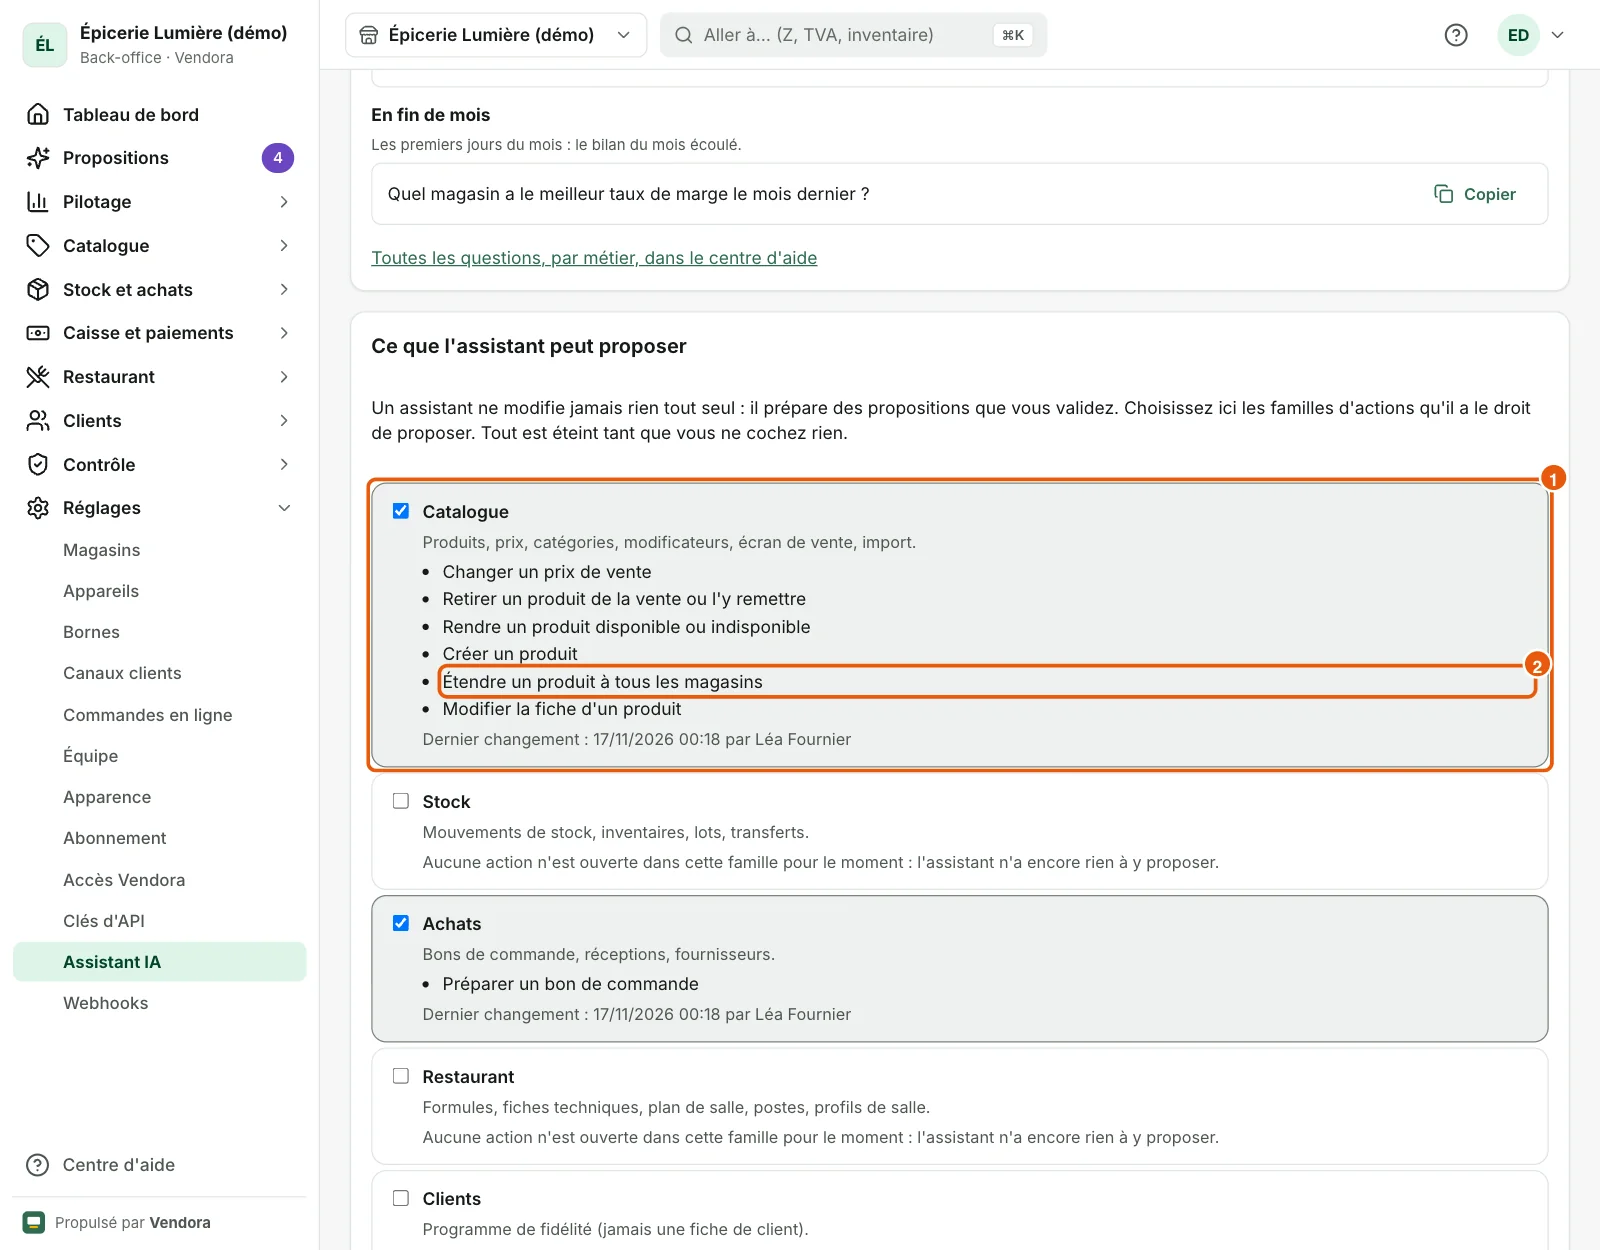 ÉL
Épicerie Lumière (démo)
Back-office · Vendora
Épicerie Lumière (démo)
Aller à... (Z, TVA, inventaire)
⌘K
ED
Tableau de bord
Propositions
4
Pilotage
Catalogue
Stock et achats
Caisse et paiements
Restaurant
Clients
Contrôle
Réglages
Magasins
Appareils
Bornes
Canaux clients
Commandes en ligne
Équipe
Apparence
Abonnement
Accès Vendora
Clés d'API
Assistant IA
Webhooks
Centre d'aide
Propulsé par Vendora
En fin de mois
Les premiers jours du mois : le bilan du mois écoulé.
Quel magasin a le meilleur taux de marge le mois dernier ?
Copier
Toutes les questions, par métier, dans le centre d'aide
Ce que l'assistant peut proposer
Un assistant ne modifie jamais rien tout seul : il prépare des propositions que vous validez. Choisissez ici les familles d'actions qu'il a le droit
de proposer. Tout est éteint tant que vous ne cochez rien.
1
Catalogue
Produits, prix, catégories, modificateurs, écran de vente, import.
• Changer un prix de vente
• Retirer un produit de la vente ou l'y remettre
• Rendre un produit disponible ou indisponible
• Créer un produit
2
• Étendre un produit à tous les magasins
• Modifier la fiche d'un produit
Dernier changement : 17/11/2026 00:18 par Léa Fournier
Stock
Mouvements de stock, inventaires, lots, transferts.
Aucune action n'est ouverte dans cette famille pour le moment : l'assistant n'a encore rien à y proposer.
Achats
Bons de commande, réceptions, fournisseurs.
• Préparer un bon de commande
Dernier changement : 17/11/2026 00:18 par Léa Fournier
Restaurant
Formules, fiches techniques, plan de salle, postes, profils de salle.
Aucune action n'est ouverte dans cette famille pour le moment : l'assistant n'a encore rien à y proposer.
Clients
Programme de fidélité (jamais une fiche de client).